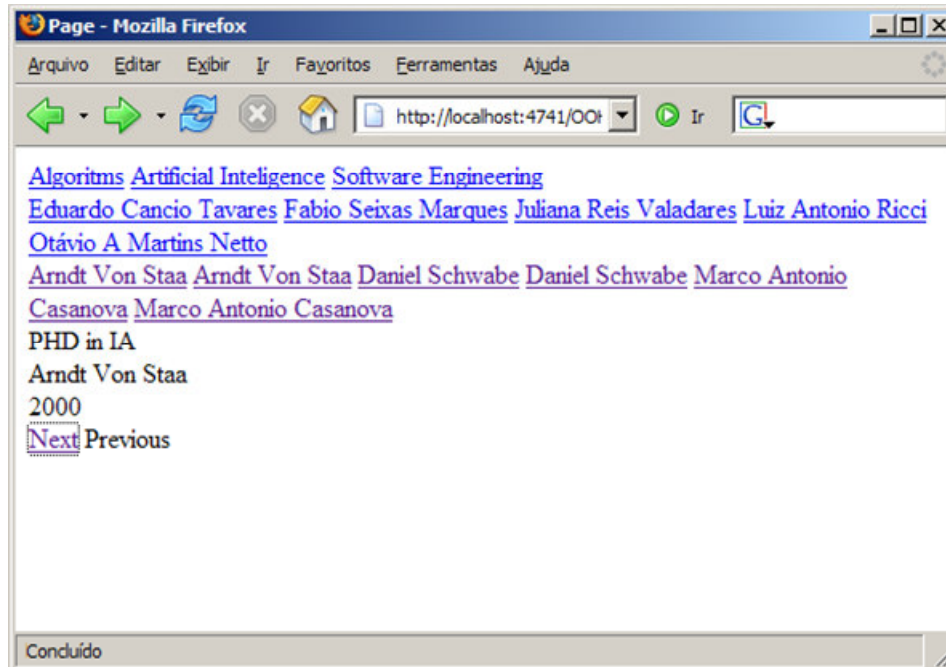 Page - Mozilla Firefox
Arquivo Editar Exibir Ir Favoritos Ferramentas Ajuda
http://localhost:4741/OOH Ir G
Algoritms Artificial Inteligence Software Engineering
Eduardo Cancio Tavares Fabio Seixas Marques Juliana Reis Valadares Luiz Antonio Ricci
Otávio A Martins Netto
Arndt Von Staa Arndt Von Staa Daniel Schwabe Daniel Schwabe Marco Antonio
Casanova Marco Antonio Casanova
PHD in IA
Arndt Von Staa
2000
Next Previous
Concluído